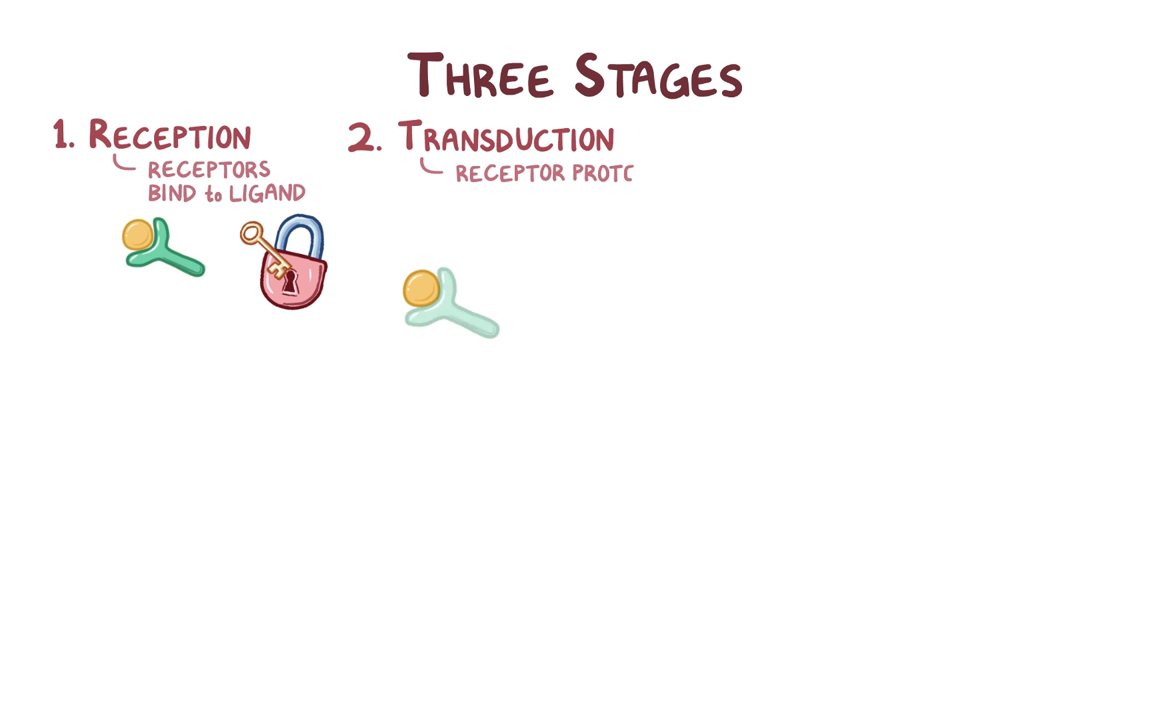 THREE STAGES
1. RECEPTION
RECEPTORS
BIND to LIGAND
2. TRANSDUCTION
RECEPTOR